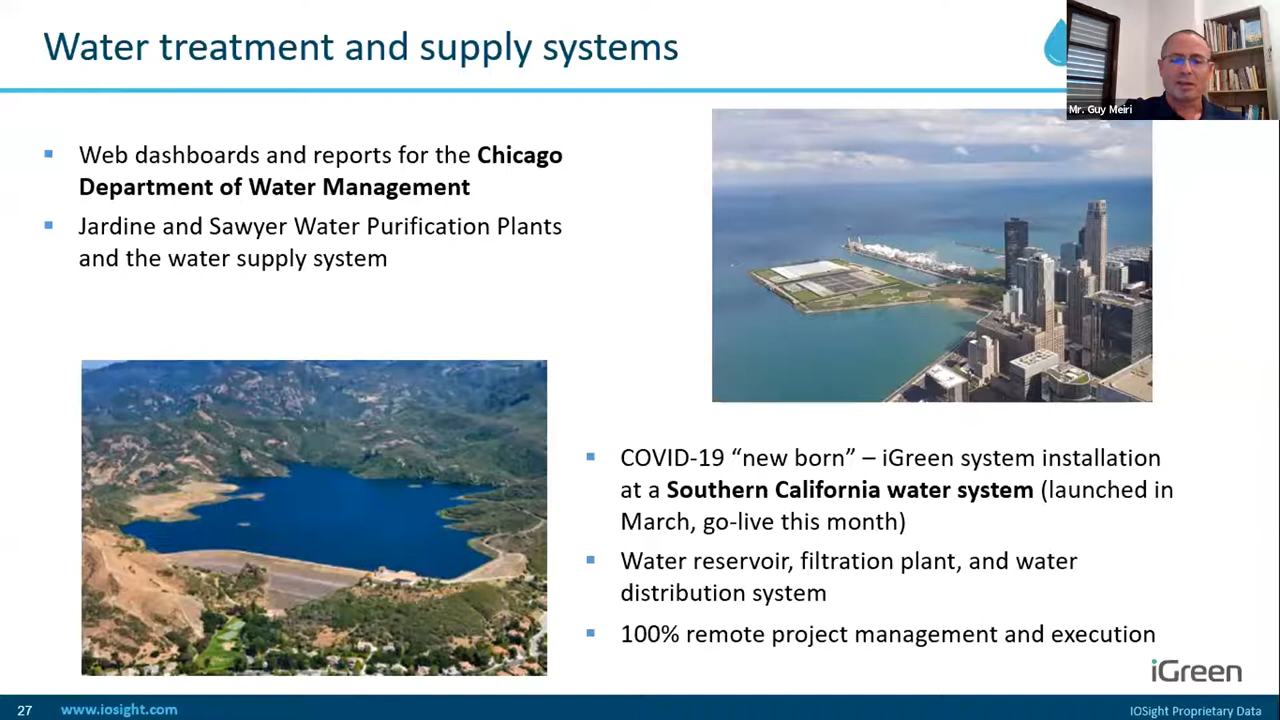 Water treatment and supply systems
Mr. Guy Meiri
Web dashboards and reports for the Chicago
Department of Water Management
Jardine and Sawyer Water Purification Plants
and the water supply system
COVID-19 “new born” – iGreen system installation
at a Southern California water system (launched in
March, go-live this month)
Water reservoir, filtration plant, and water
distribution system
100% remote project management and execution
iGreen
27
www.iosight.com
IOSight Proprietary Data